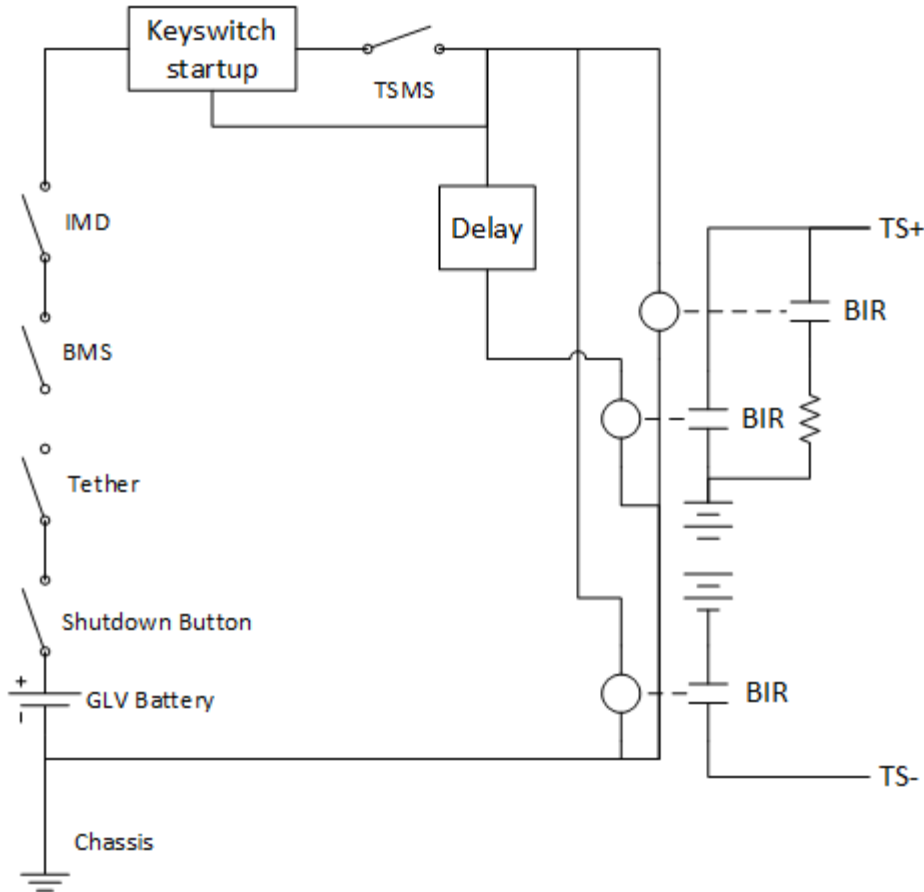 Keyswitch
startup
TSMS
IMD
Delay
TS+
BIR
BMS
BIR
Tether
Shutdown Button
+
GLV Battery
−
BIR
TS-
Chassis